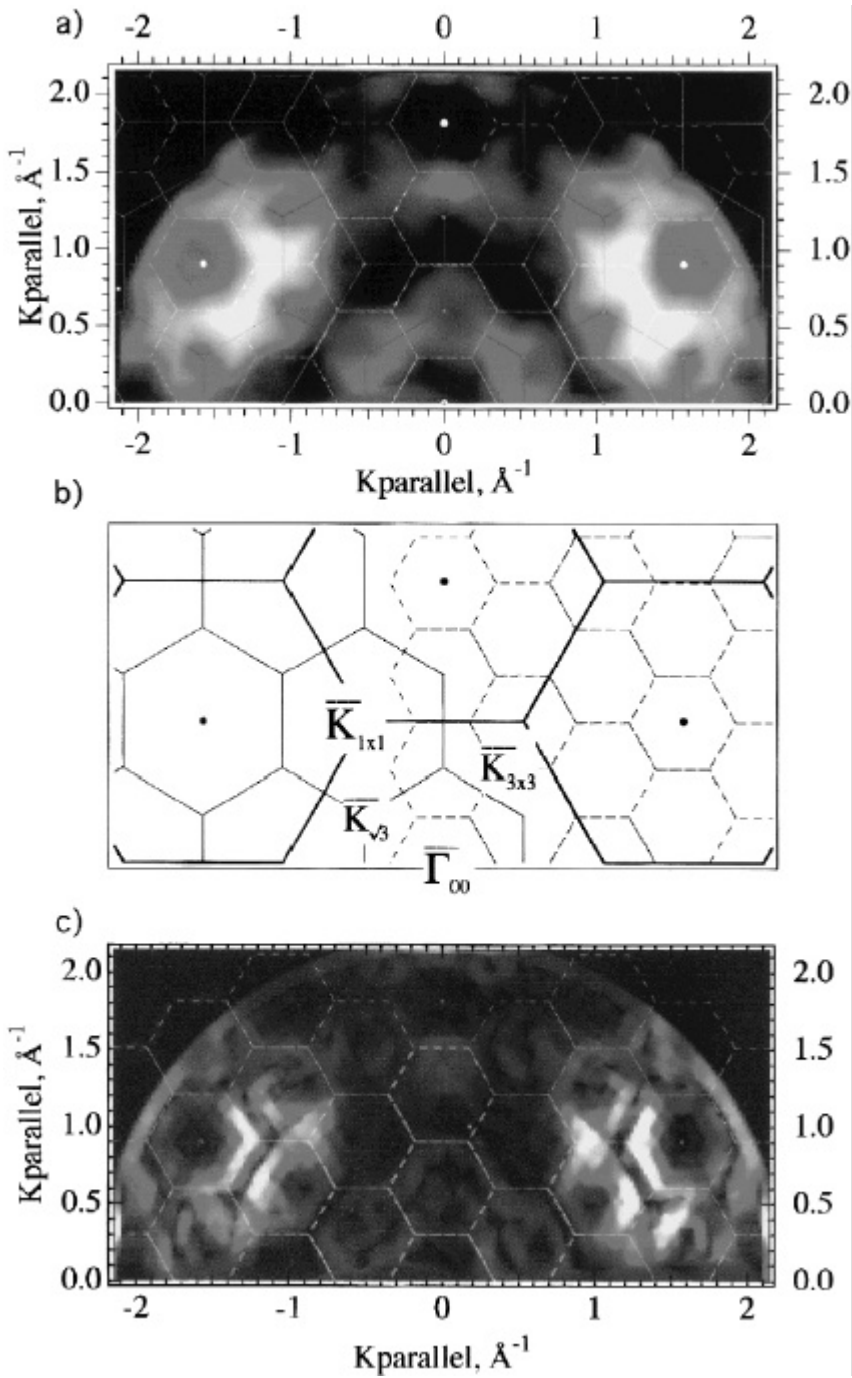 a)
-2 -1 0 1 2
2.0 2.0
1.5 1.5
1.0 1.0
0.5 0.5
0.0 0.0
Kparallel, Å⁻¹
-2 -1 0 1 2
Kparallel, Å⁻¹
b)
K̅₁ₓ₁
K̅₃ₓ₃
K̅√₃
Γ̅₀₀
c)
2.0 2.0
1.5 1.5
1.0 1.0
0.5 0.5
0.0 0.0
Kparallel, Å⁻¹
-2 -1 0 1 2
Kparallel, Å⁻¹